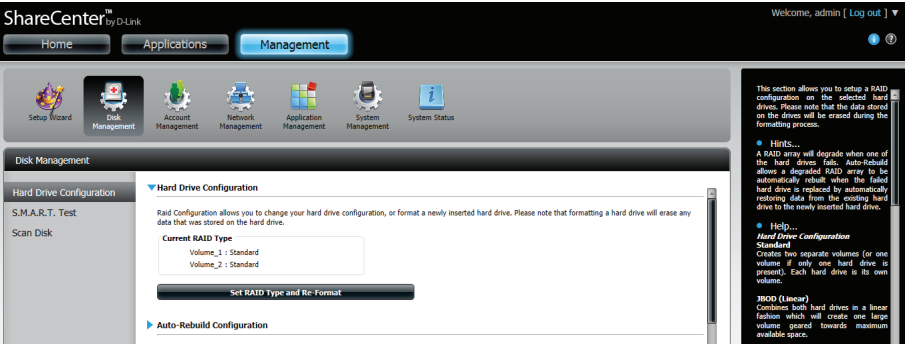 ShareCenter™ by D-Link
Welcome, admin [ Log out ] ▼
Home
Applications
Management
Setup Wizard
Disk
Management
Account
Management
Network
Management
Application
Management
System
Management
System Status
Disk Management
Hard Drive Configuration
S.M.A.R.T. Test
Scan Disk
Hard Drive Configuration
Raid Configuration allows you to change your hard drive configuration, or format a newly inserted hard drive. Please note that formatting a hard drive will erase any
data that was stored on the hard drive.
Current RAID Type
Volume_1 : Standard
Volume_2 : Standard
Set RAID Type and Re-Format
Auto-Rebuild Configuration
This section allows you to setup a RAID
configuration on the selected hard
drives. Please note that the data stored
on the drives will be erased during the
formatting process.
Hints...
A RAID array will degrade when one of
the hard drives fails. Auto-Rebuild
allows a degraded RAID array to be
automatically rebuilt when the failed
hard drive is replaced by automatically
restoring data from the existing hard
drive to the newly inserted hard drive.
Help...
Hard Drive Configuration
Standard
Creates two separate volumes (or one
volume if only one hard drive is
present). Each hard drive is its own
volume.
JBOD (Linear)
Combines both hard drives in a linear
fashion which will create one large
volume geared towards maximum
available space.